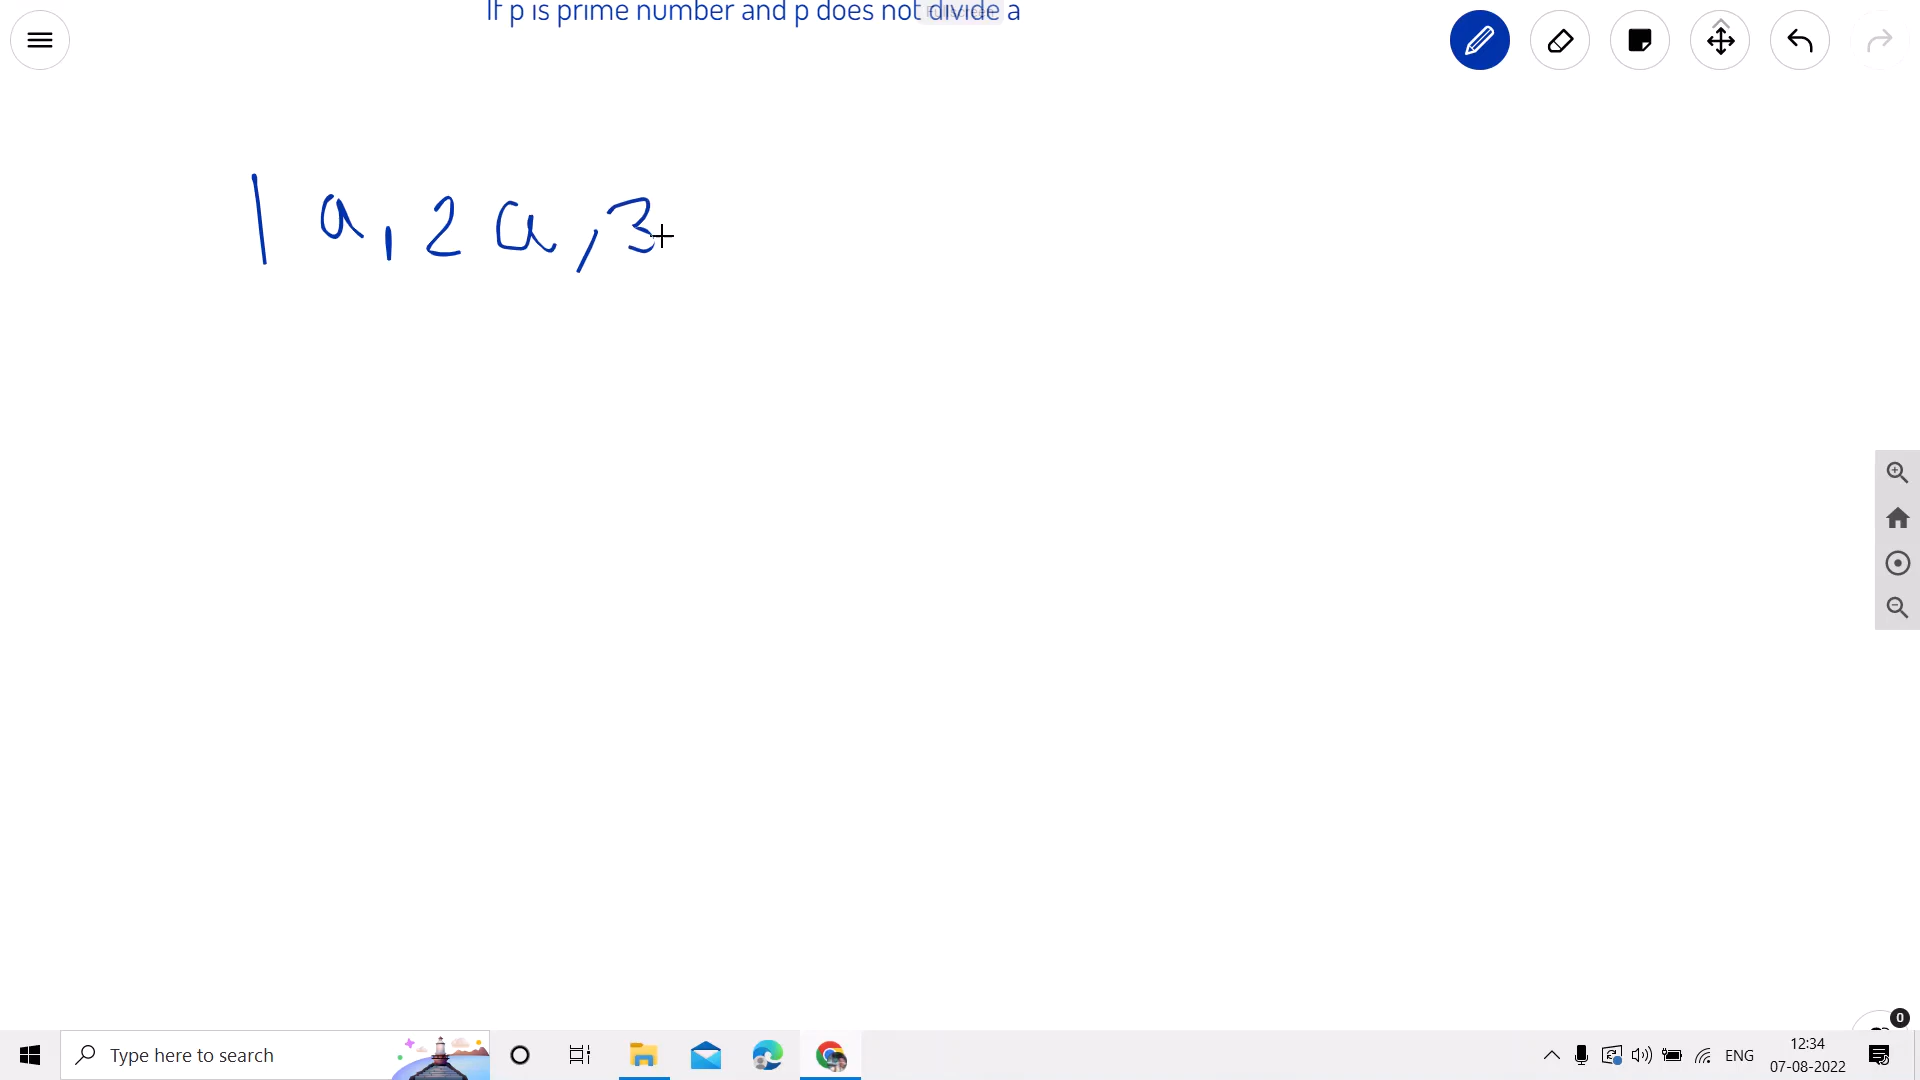 If p is prime number and p does not divide a
1 a, 2 a, 3
0
Type here to search
ENG
12:34
07-08-2022